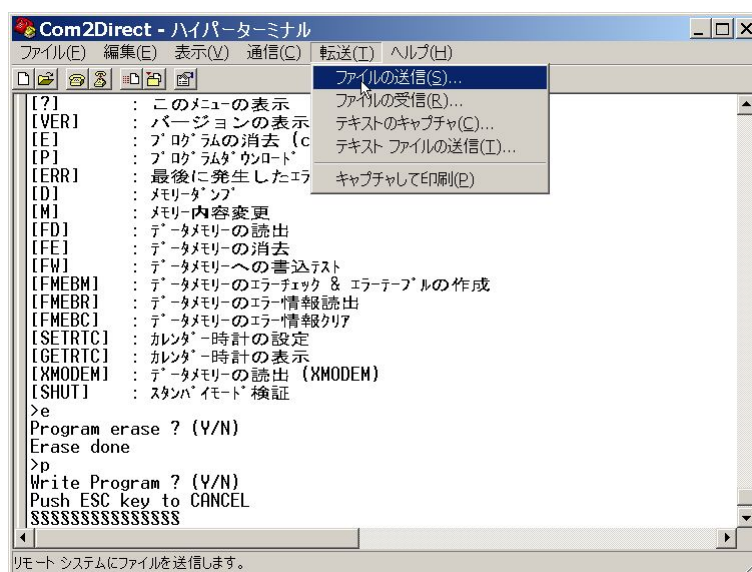 Com2Direct - ハイパーターミナル
ファイル(F) 編集(E) 表示(V) 通信(C) 転送(T) ヘルプ(H)
ファイルの送信(S)...
ファイルの受信(R)...
テキストのキャプチャ(C)...
テキスト ファイルの送信(T)...
キャプチャして印刷(P)
[?] : このﾒﾆｭｰの表示
[VER] : バージョンの表示
[E] : ﾌﾟﾛｸﾞﾗﾑの消去 (c
[P] : ﾌﾟﾛｸﾞﾗﾑﾀﾞｳﾝﾛｰﾄﾞ
[ERR] : 最後に発生したｴﾗ
[D] : ﾒﾓﾘｰﾀﾞﾝﾌﾟ
[M] : ﾒﾓﾘｰ内容変更
[FD] : ﾃﾞｰﾀﾒﾓﾘｰの読出
[FE] : ﾃﾞｰﾀﾒﾓﾘｰの消去
[FW] : ﾃﾞｰﾀﾒﾓﾘｰへの書込ﾃｽﾄ
[FMEBM] : ﾃﾞｰﾀﾒﾓﾘｰのｴﾗｰﾁｪｯｸ & ｴﾗｰﾃｰﾌﾞﾙの作成
[FMEBR] : ﾃﾞｰﾀﾒﾓﾘｰのｴﾗｰ情報読出
[FMEBC] : ﾃﾞｰﾀﾒﾓﾘｰのｴﾗｰ情報ｸﾘｱ
[SETRTC] : ｶﾚﾝﾀﾞｰ時計の設定
[GETRTC] : ｶﾚﾝﾀﾞｰ時計の表示
[XMODEM] : ﾃﾞｰﾀﾒﾓﾘｰの読出 (XMODEM)
[SHUT] : ｽﾀﾝﾊﾞｲﾓｰﾄﾞ検証
>e
Program erase ? (Y/N)
Erase done
>p
Write Program ? (Y/N)
Push ESC key to CANCEL
§§§§§§§§§§§§§§§§
リモート システムにファイルを送信します。